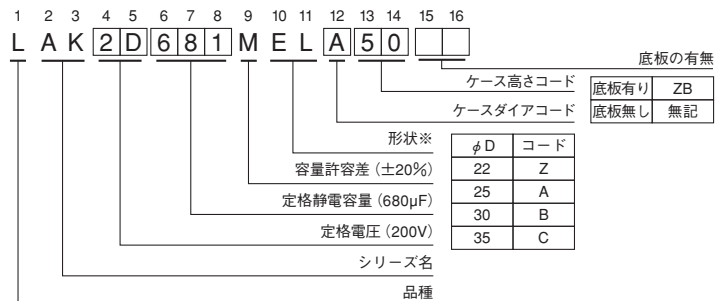 1 2 3 4 5 6 7 8 9 10 11 12 13 14 15 16
L A K 2 D 6 8 1 M E L A 5 0
底板の有無
底板有り ZB
底板無し 無記
ケース高さコード
ケースダイアコード
形状※
φD コード
22 Z
25 A
30 B
35 C
容量許容差 (±20%)
定格静電容量 (680µF)
定格電圧 (200V)
シリーズ名
品種